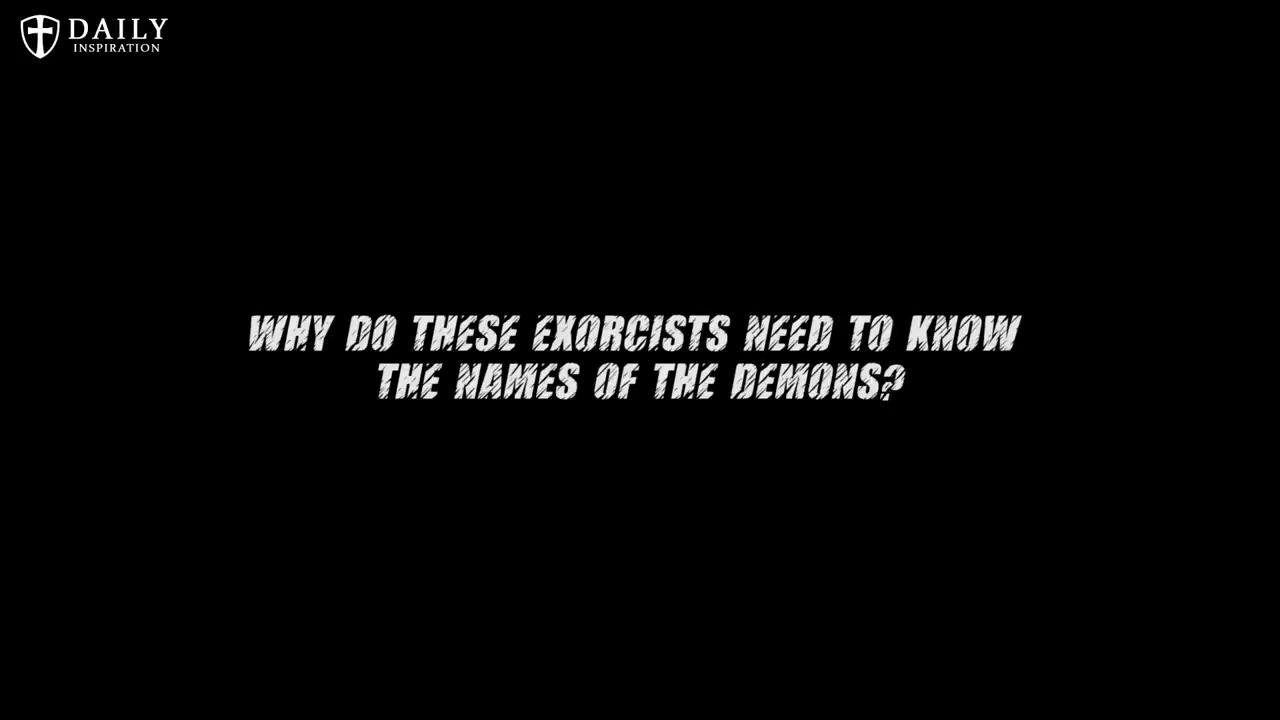 DAILY
INSPIRATION
WHY DO THESE EXORCISTS NEED TO KNOW
THE NAMES OF THE DEMONS?